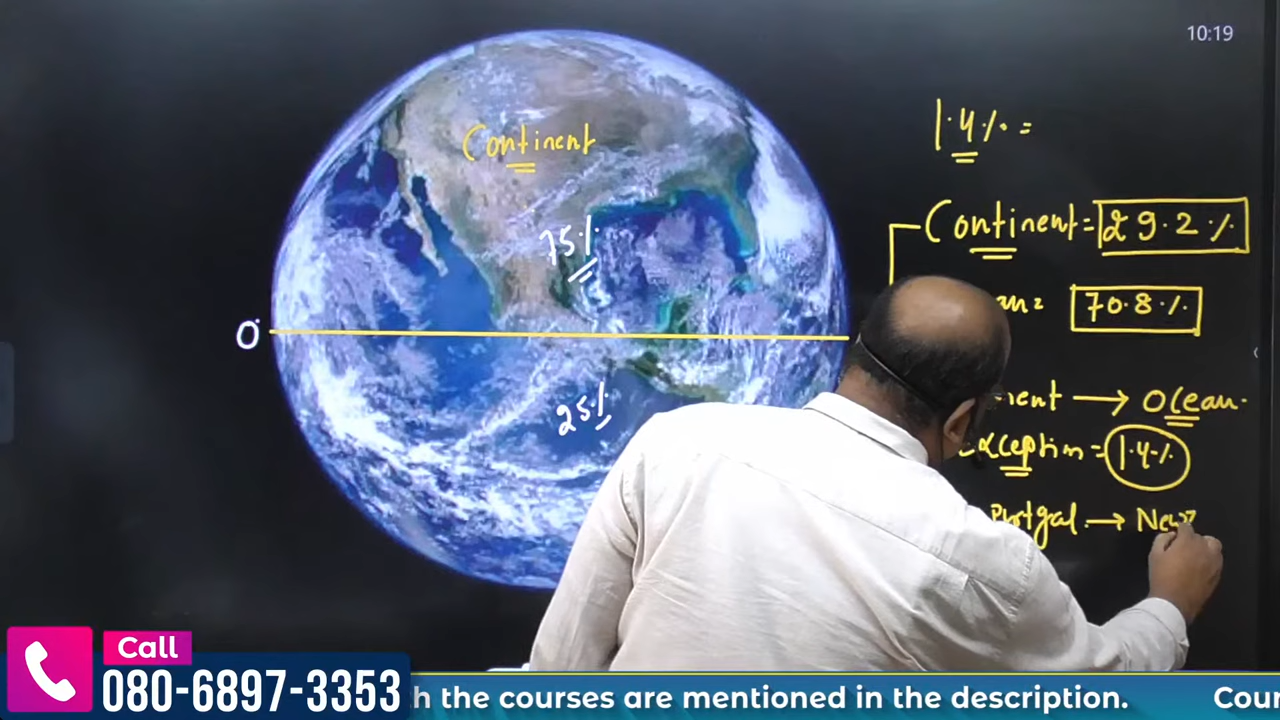 10:19
1.4% =
Continent
Continent = 29.2%
75%
= 70.8%
0°
25%
→ Ocean.
= 1.4%
→
Call
080-6897-3353
the courses are mentioned in the description.